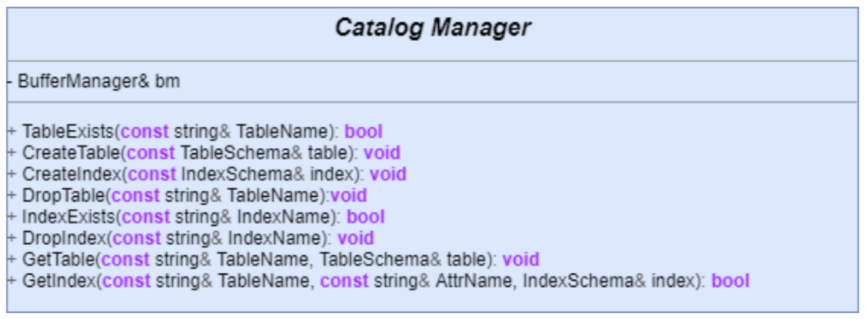 Catalog Manager
- BufferManager& bm
+ TableExists(const string& TableName): bool
+ CreateTable(const TableSchema& table): void
+ CreateIndex(const IndexSchema& index): void
+ DropTable(const string& TableName):void
+ IndexExists(const string& IndexName): bool
+ DropIndex(const string& IndexName): void
+ GetTable(const string& TableName, TableSchema& table): void
+ GetIndex(const string& TableName, const string& AttrName, IndexSchema& index): bool